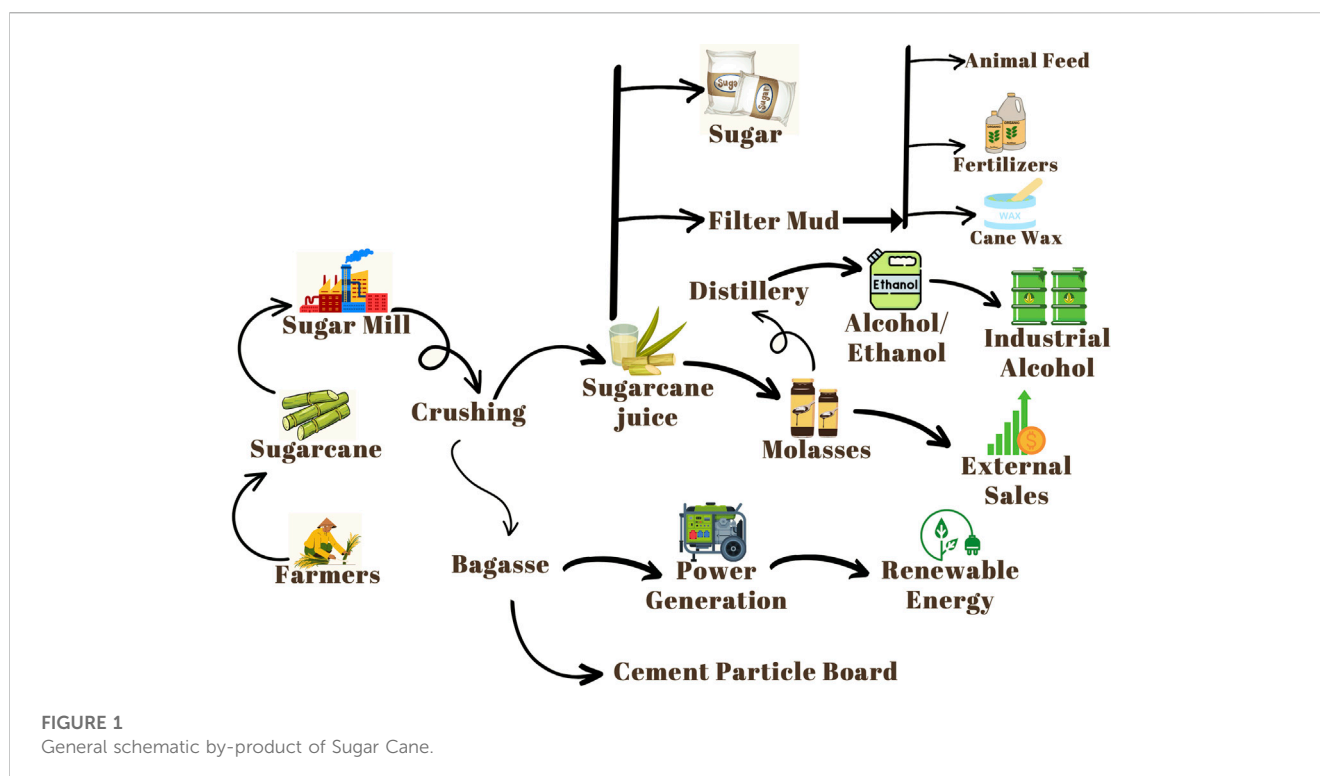 Animal Feed
Sugar
Sugar
Sugar
Fertilizers
Filter Mud
WAX
Cane Wax
Distillery
Ethanol
Alcohol/
Ethanol
Industrial
Alcohol
Sugar Mill
Sugarcane
juice
Crushing
Molasses
Sugarcane
External
Sales
$
Farmers
Bagasse
Power
Generation
Renewable
Energy
Cement Particle Board
FIGURE 1
General schematic by-product of Sugar Cane.